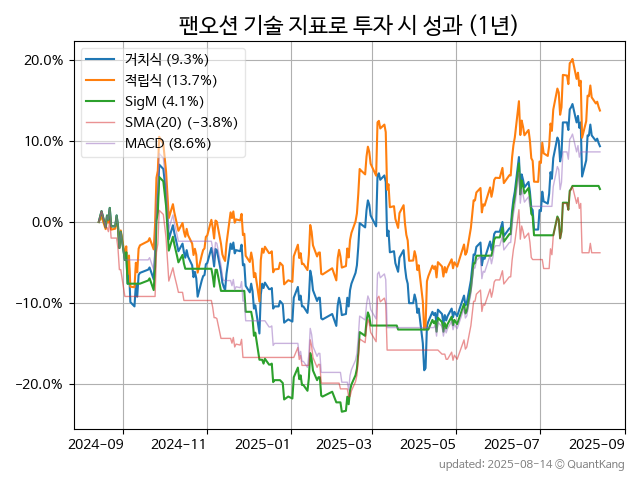 팬오션 기술 지표로 투자 시 성과 (1년)
20.0%
10.0%
0.0%
−10.0%
−20.0%
거치식 (9.3%)
적립식 (13.7%)
SigM (4.1%)
SMA(20) (−3.8%)
MACD (8.6%)
2024-09 2024-11 2025-01 2025-03 2025-05 2025-07 2025-09
updated: 2025-08-14 © QuantKang